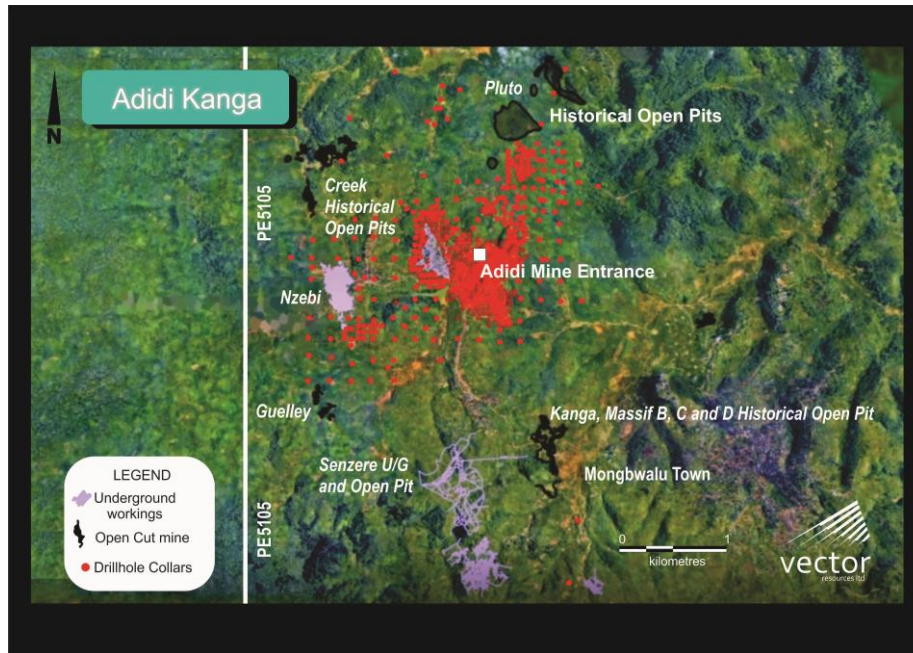 Adidi Kanga
N
Pluto
Historical Open Pits
PE5105
Creek
Historical
Open Pits
Adidi Mine Entrance
Nzebi
Guelley
Kanga, Massif B, C and D Historical Open Pit
Senzere U/G
and Open Pit
Mongbwalu Town
PE5105
LEGEND
Underground
workings
Open Cut mine
Drillhole Collars
0 1
kilometres
vector
resources ltd